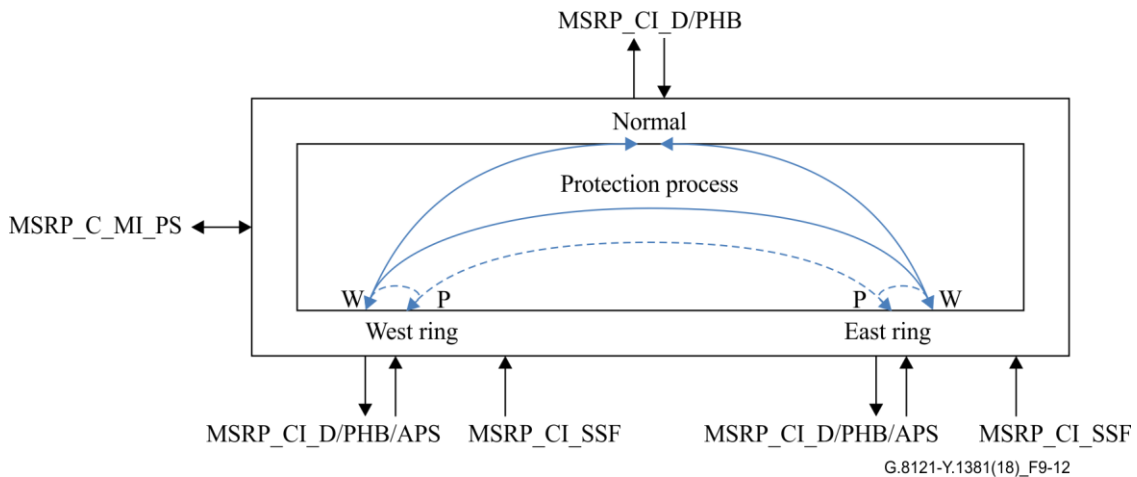 MSRP_CI_D/PHB
Normal
Protection process
MSRP_C_MI_PS
W P P W
West ring East ring
MSRP_CI_D/PHB/APS MSRP_CI_SSF MSRP_CI_D/PHB/APS MSRP_CI_SSF
G.8121-Y.1381(18)_F9-12